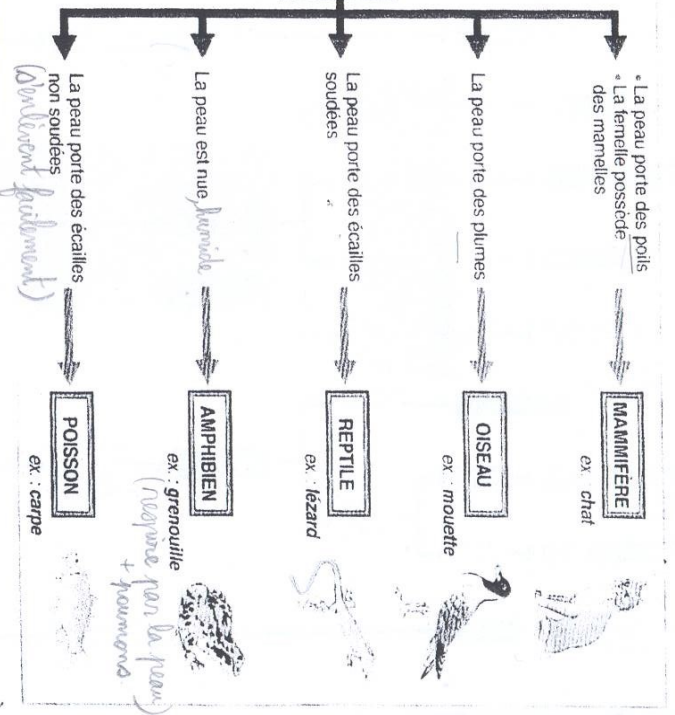 • La peau porte des poils
• La femelle possède
des mamelles
MAMMIFÈRE
ex. chat
La peau porte des plumes
OISEAU
ex : mouette
La peau porte des écailles
soudées
REPTILE
ex. : lézard
La peau est nue, humide
AMPHIBIEN
ex. : grenouille
(respire par la peau)
+ poumons
La peau porte des écailles
non soudées
(s'enlèvent facilement)
POISSON
ex. : carpe